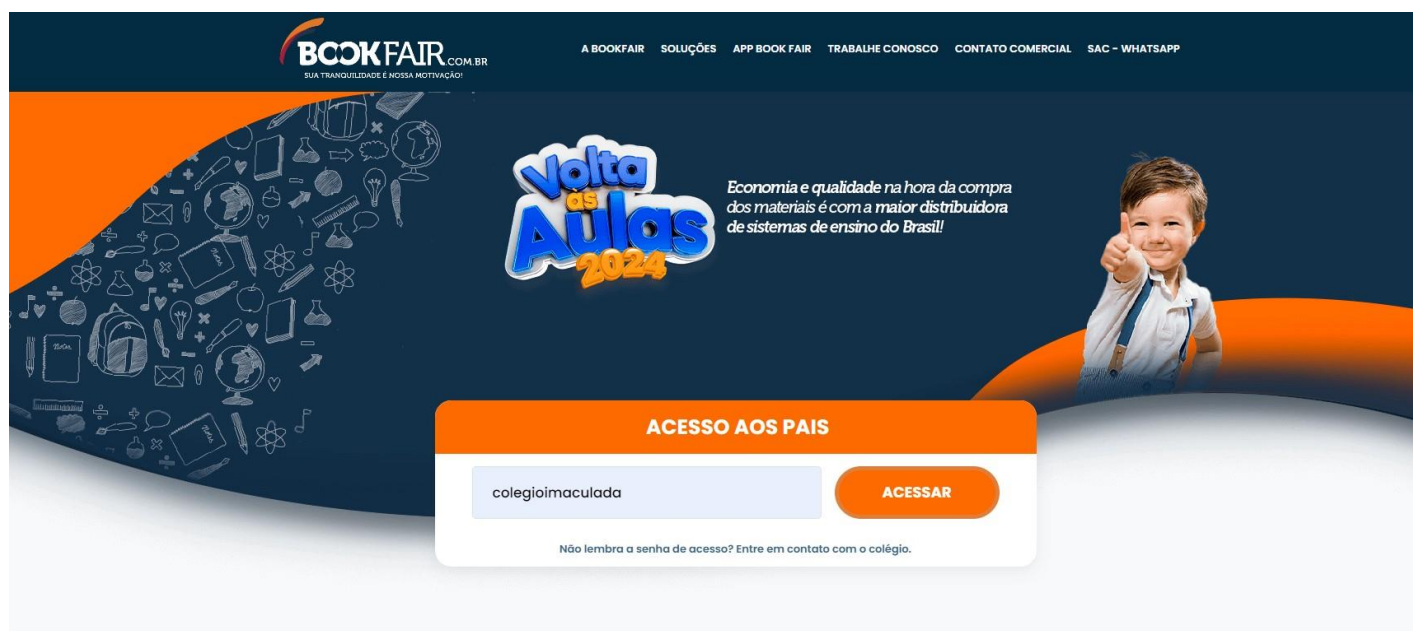 BOOKFAIR.COM.BR
SUA TRANQUILIDADE É NOSSA MOTIVAÇÃO!
A BOOKFAIR SOLUÇÕES APP BOOK FAIR TRABALHE CONOSCO CONTATO COMERCIAL SAC - WHATSAPP
Volta
às
Aulas
2024
Economia e qualidade na hora da compra
dos materiais é com a maior distribuidora
de sistemas de ensino do Brasil!
Notes
Notes
ACESSO AOS PAIS
colegioimaculada
ACESSAR
Não lembra a senha de acesso? Entre em contato com o colégio.